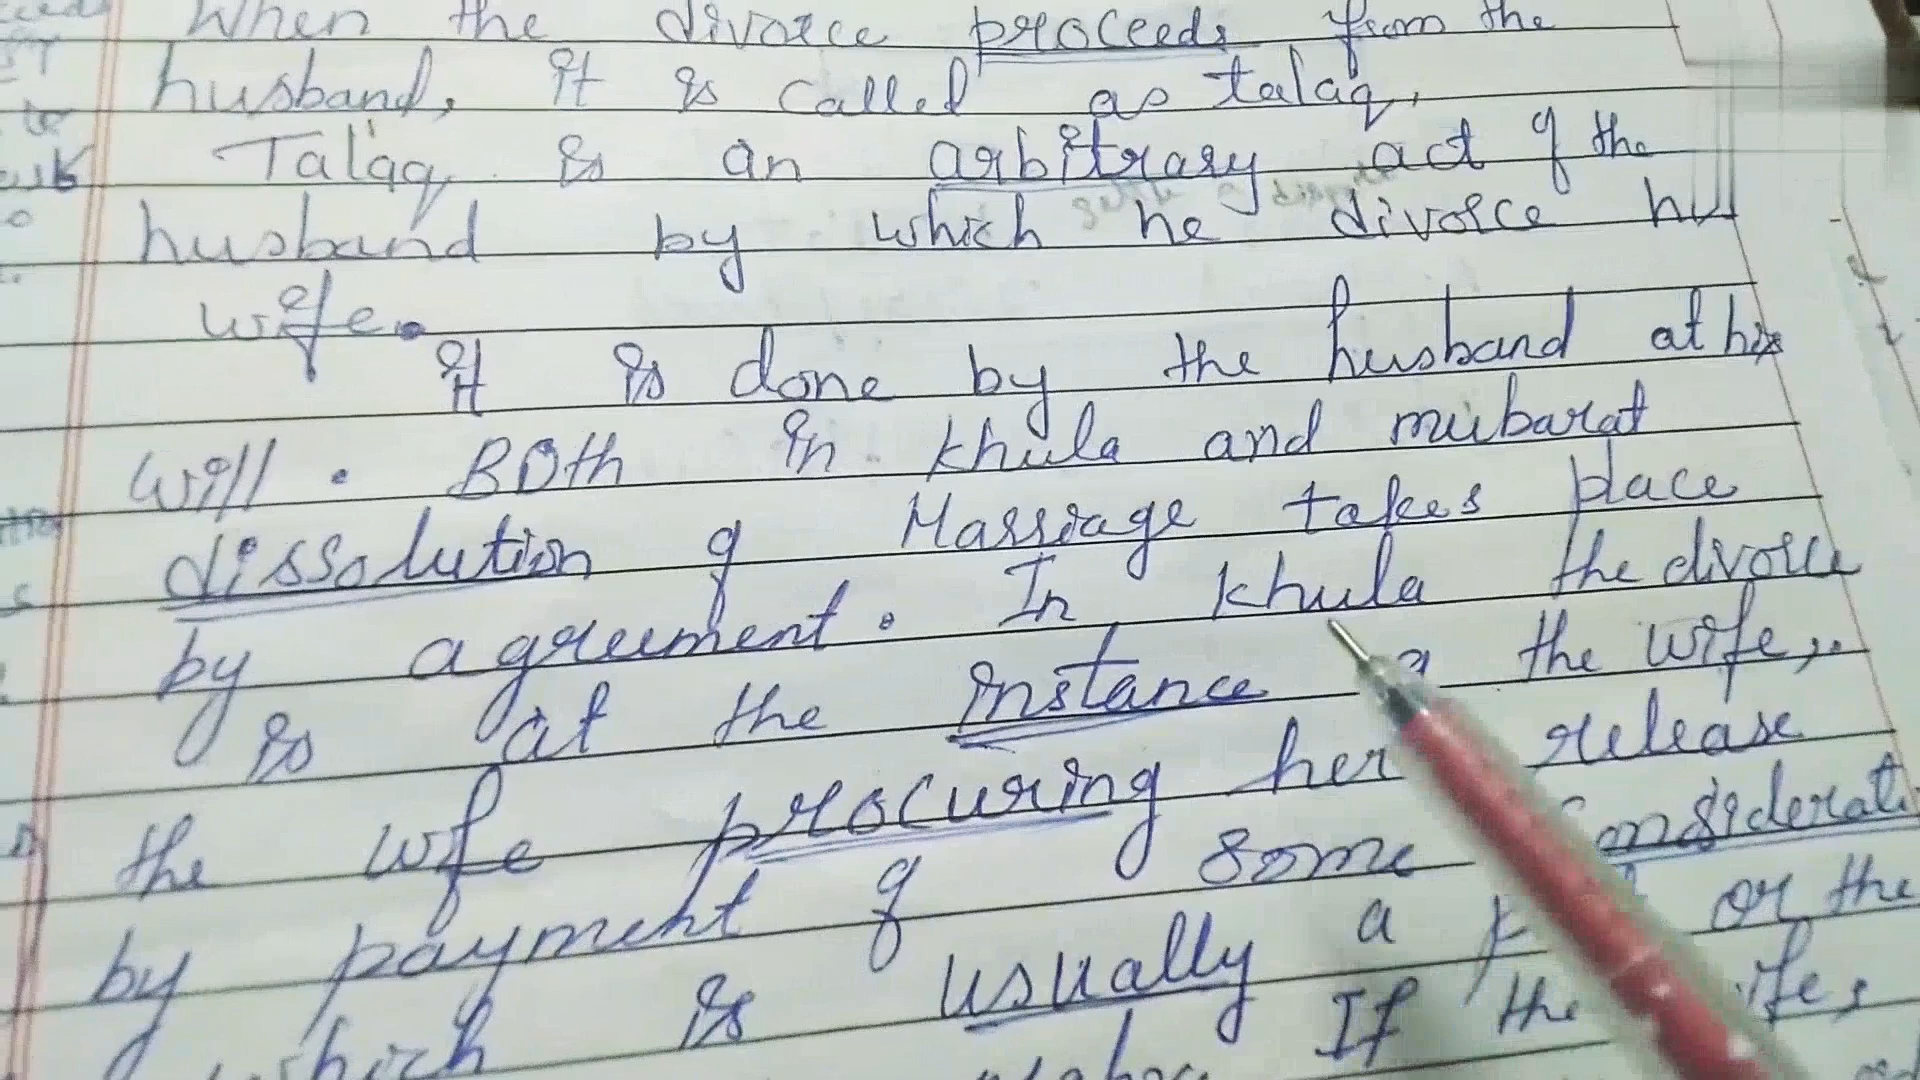 When the divorce proceeds from the
husband, it is called as talaq.
Talaq is an arbitrary act of the
husband by which he divorce his
wife.
It is done by the husband at his
will. Both in khula and mubarat
dissolution of Marriage takes place
by agreement. In khula the divorce
is at the instance of the wife,
the wife procuring her release
by payment of some considerati
which is usually a or the
If the wife,